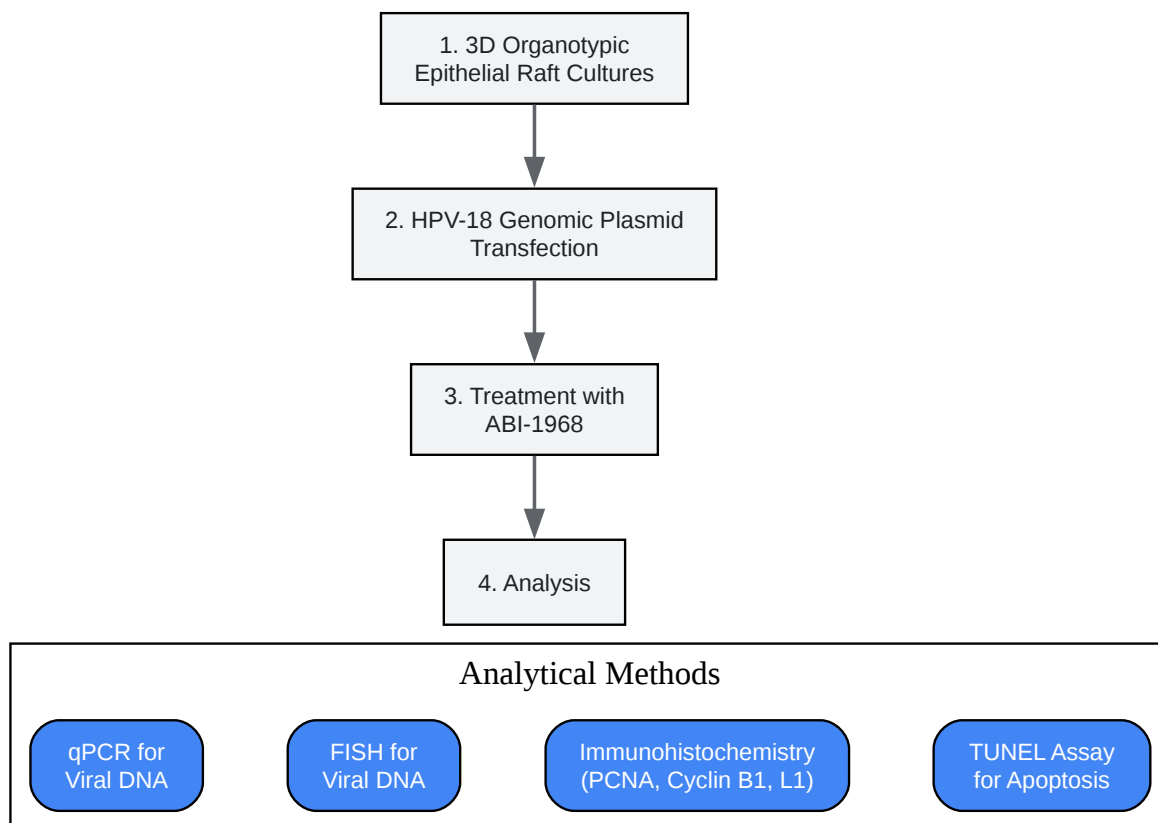 1. 3D Organotypic
Epithelial Raft Cultures
2. HPV-18 Genomic Plasmid
Transfection
3. Treatment with
ABI-1968
4. Analysis
Analytical Methods
qPCR for
Viral DNA
FISH for
Viral DNA
Immunohistochemistry
(PCNA, Cyclin B1, L1)
TUNEL Assay
for Apoptosis